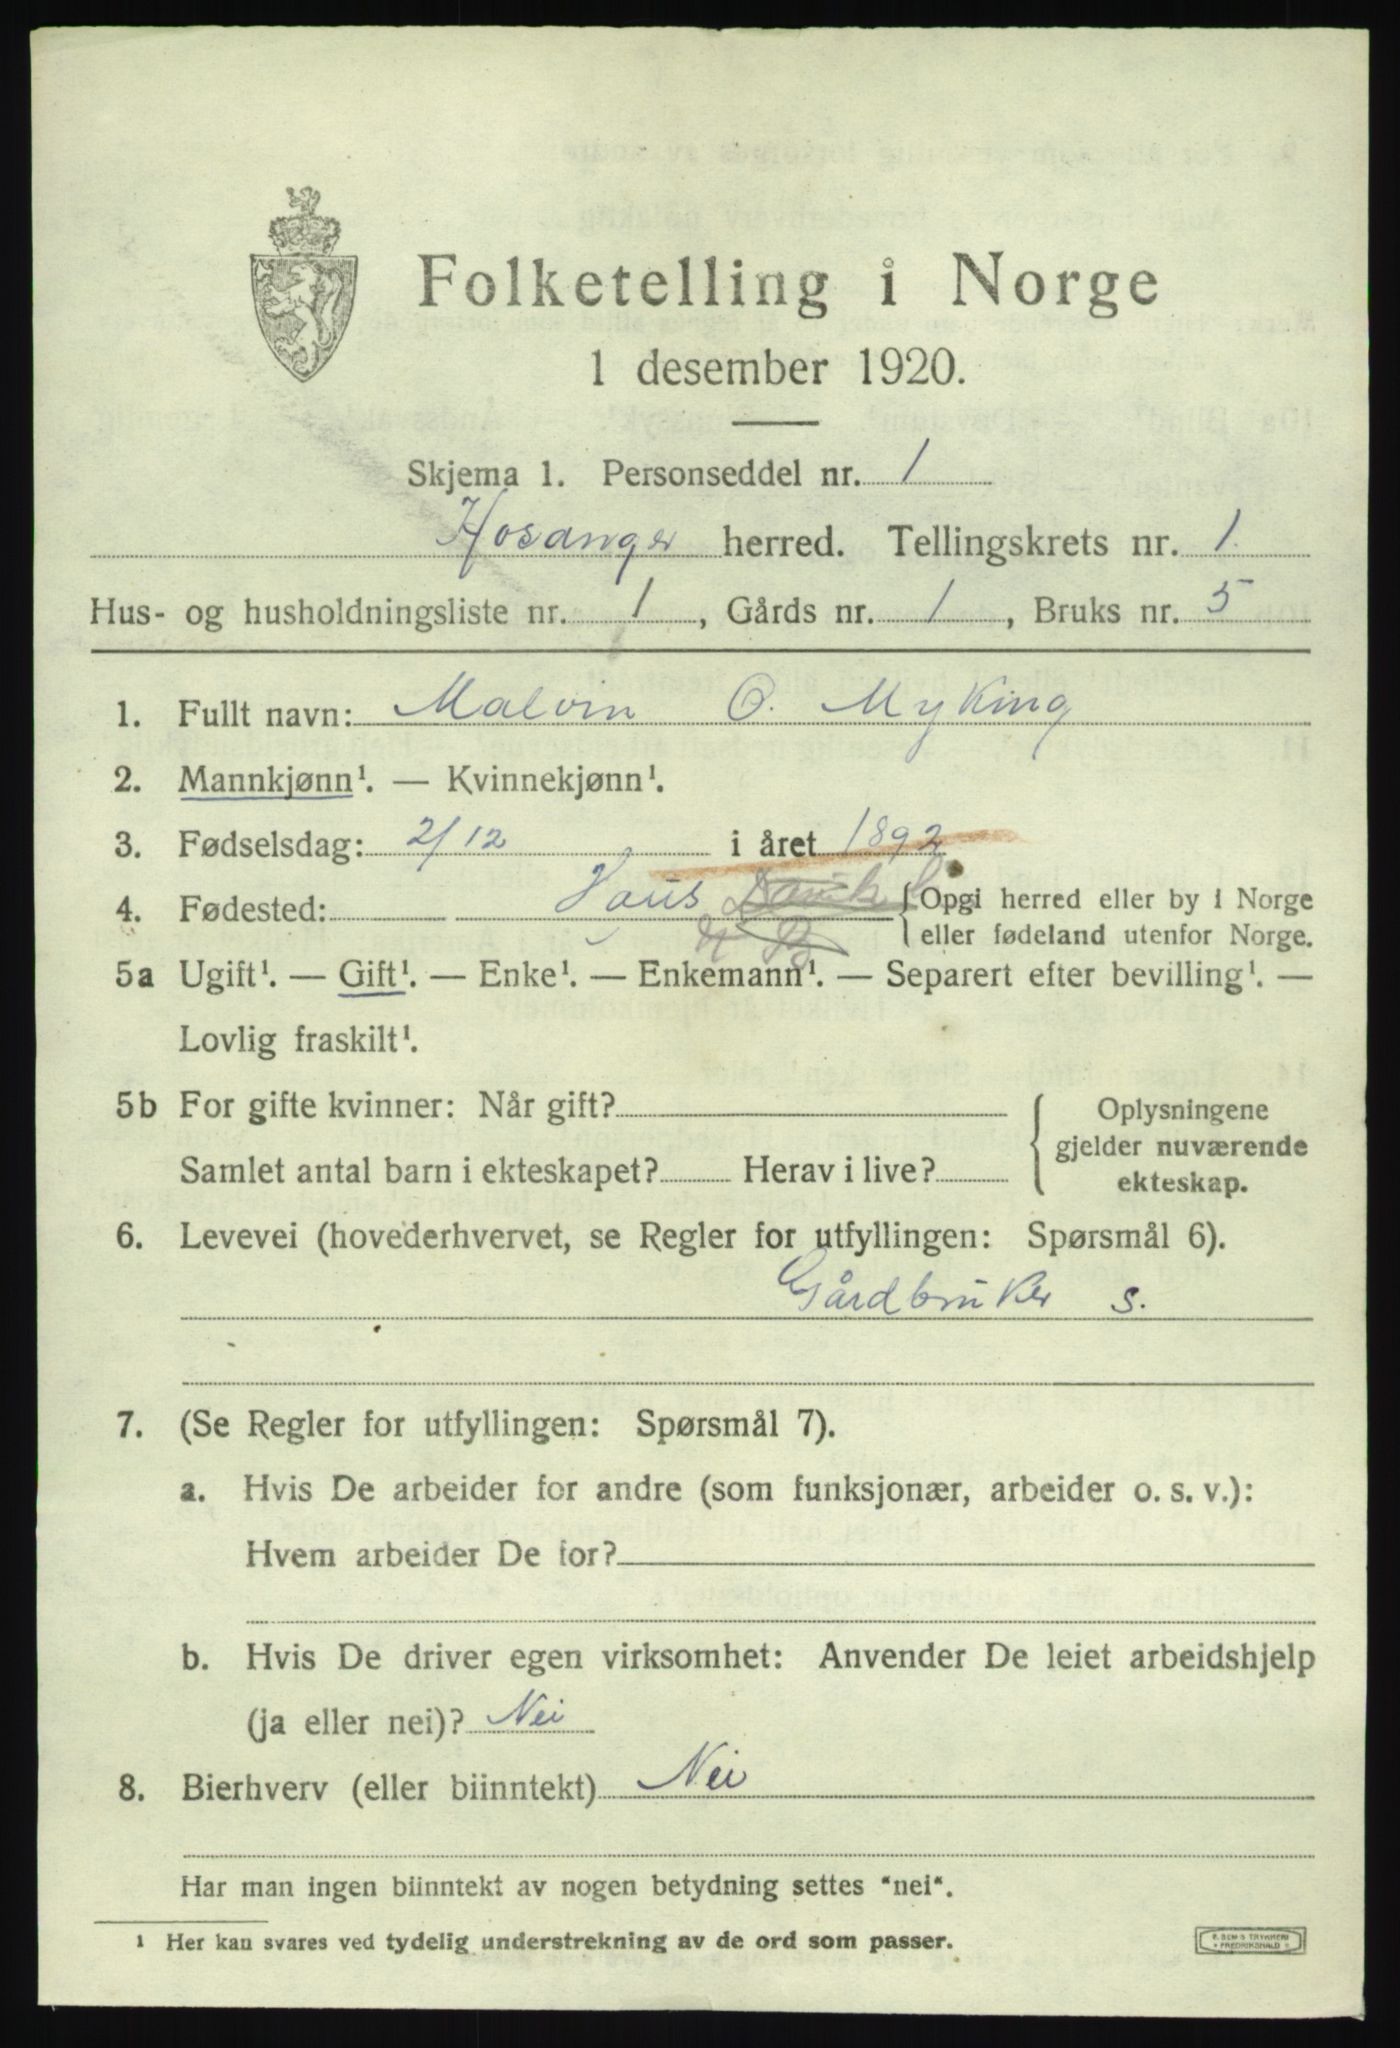 Folketelling i Norge
1 desember 1920.
Skjema 1. Personseddel nr. 1
Hosanger herred. Tellingskrets nr. 1.
Hus- og husholdningsliste nr. 1, Gårds nr. 1, Bruks nr. 5
1. Fullt navn: Malvin O. Myking
2. Mannkjønn¹. — Kvinnekjønn¹.
3. Fødselsdag: 2/12 i året 1892
4. Fødested: Haus { Opgi herred eller by i Norge
eller fødeland utenfor Norge.
5a Ugift¹. — Gift¹. — Enke¹. — Enkemann¹. — Separert efter bevilling¹. —
Lovlig fraskilt¹.
5b For gifte kvinner: Når gift?
Samlet antal barn i ekteskapet? Herav i live?
Oplysningene
gjelder nuværende
ekteskap.
6. Levevei (hovederhvervet, se Regler for utfyllingen: Spørsmål 6).
Gårdbruker s.
7. (Se Regler for utfyllingen: Spørsmål 7).
a. Hvis De arbeider for andre (som funksjonær, arbeider o. s. v.):
Hvem arbeider De for?
b. Hvis De driver egen virksomhet: Anvender De leiet arbeidshjelp
(ja eller nei)? Nei
8. Bierhverv (eller biinntekt) Nei
Har man ingen biinntekt av nogen betydning settes "nei".
¹ Her kan svares ved tydelig understrekning av de ord som passer.
E. SEM'S TRYKKERI
FREDRIKSHALD